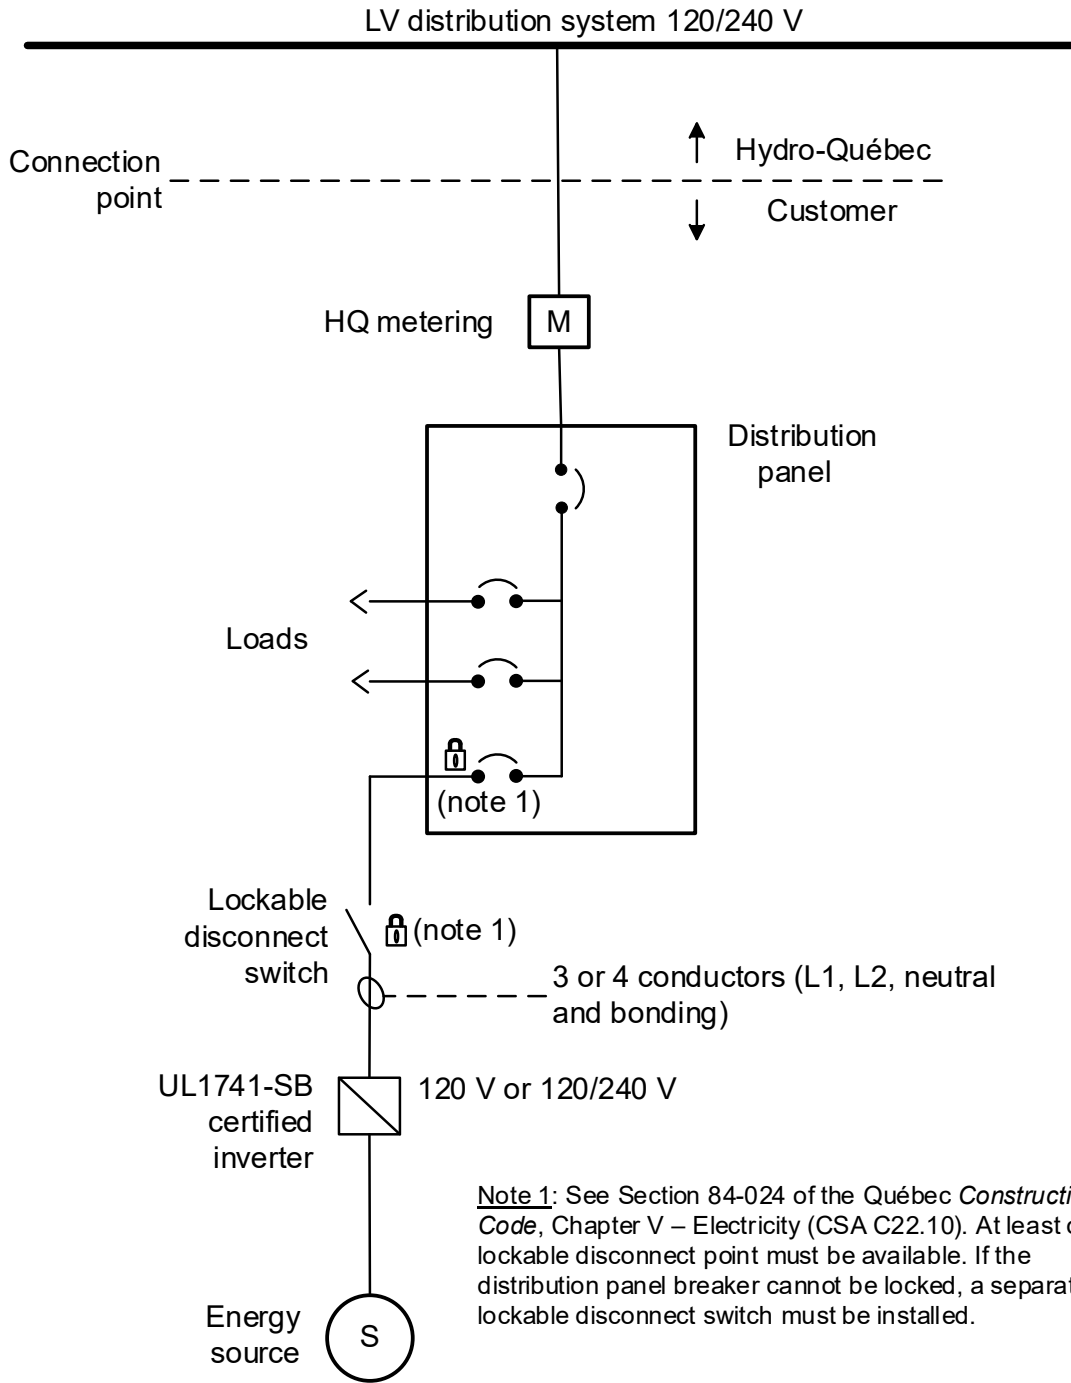 LV distribution system 120/240 V
Connection
point
Hydro-Québec
Customer
HQ metering
M
Distribution
panel
Loads
(note 1)
Lockable
disconnect
switch
(note 1)
3 or 4 conductors (L1, L2, neutral
and bonding)
UL1741-SB
certified
inverter
120 V or 120/240 V
Note 1: See Section 84-024 of the Québec
Code, Chapter V – Electricity (CSA C22.10). At least
lockable disconnect point must be available. If the
distribution panel breaker cannot be locked, a
lockable disconnect switch must be installed.
Energy
source
S